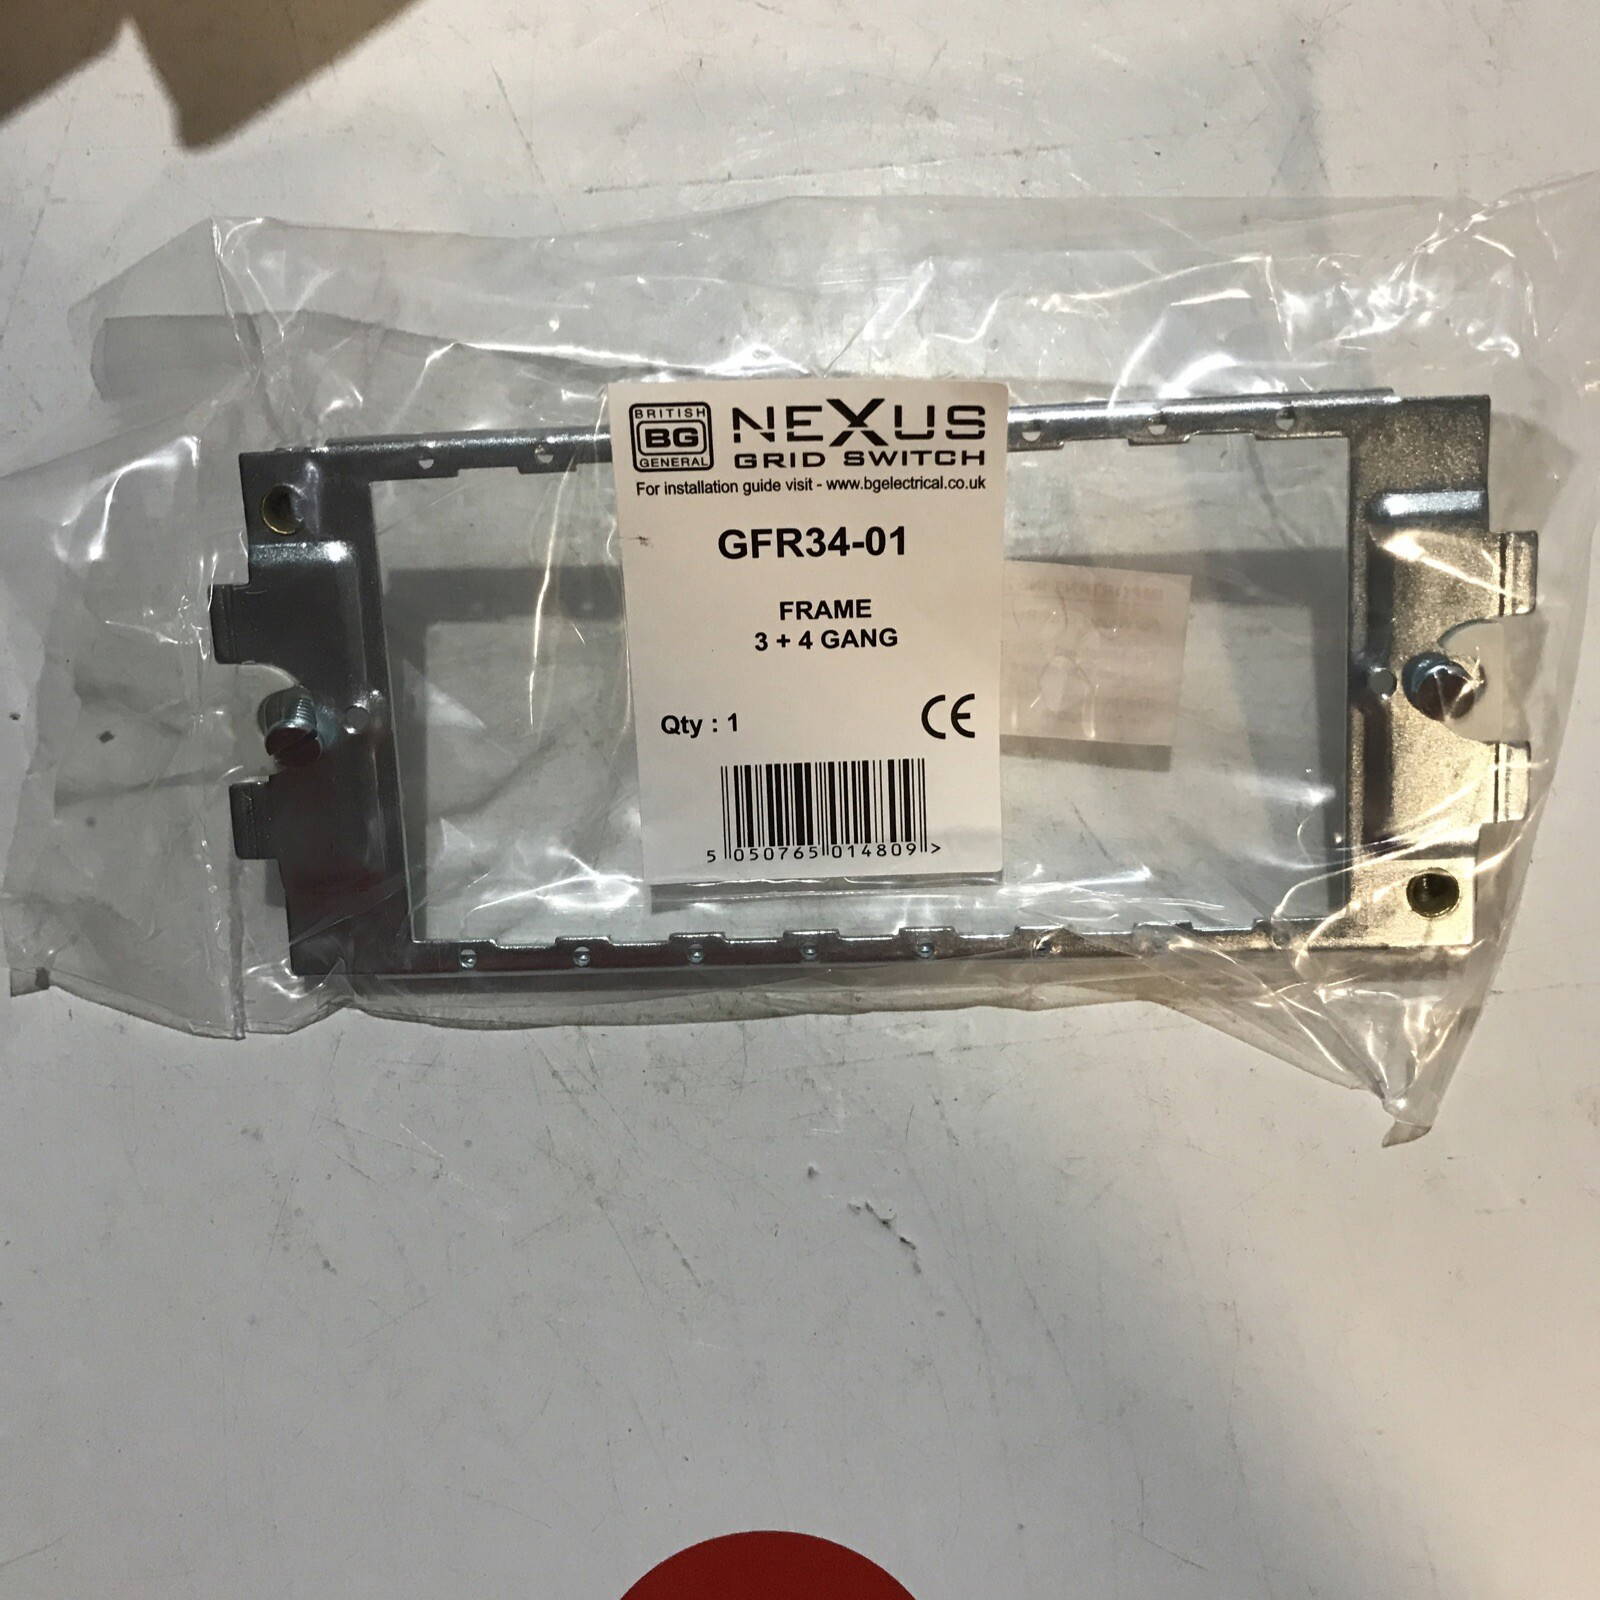 BRITISH
BG
GENERAL
NEXUS
GRID SWITCH
For installation guide visit - www.bgelectrical.co.uk
GFR34-01
FRAME
3 + 4 GANG
Qty : 1
CE
5 050765 014809 >